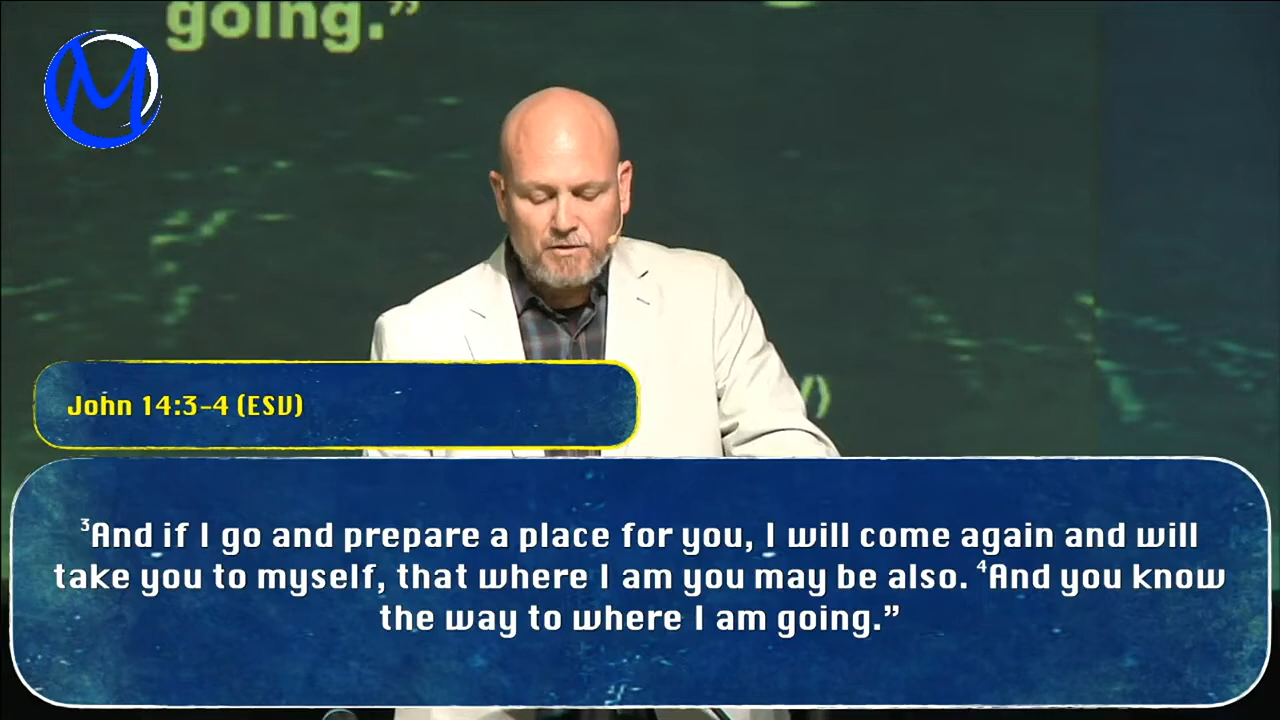 going.”
M
John 14:3-4 (ESV)
³And if I go and prepare a place for you, I will come again and will
take you to myself, that where I am you may be also. ⁴And you know
the way to where I am going.”